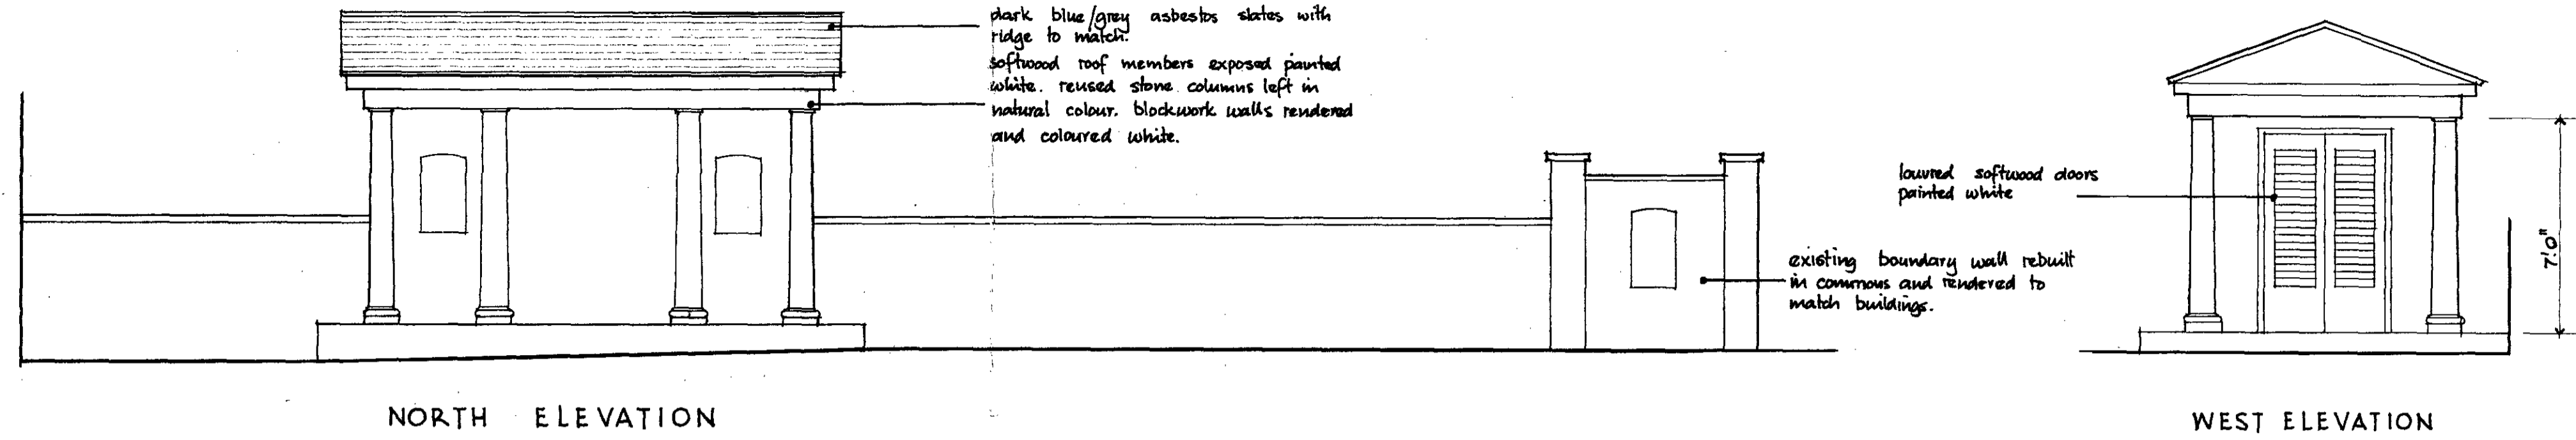 dark blue/grey asbestos slates with
ridge to match.
softwood roof members exposed painted
white. reused stone columns left in
natural colour. blockwork walls rendered
and coloured white.
existing boundary wall rebuilt
in commons and rendered to
match buildings.
louvred softwood doors
painted white
7'.0"
NORTH ELEVATION
WEST ELEVATION